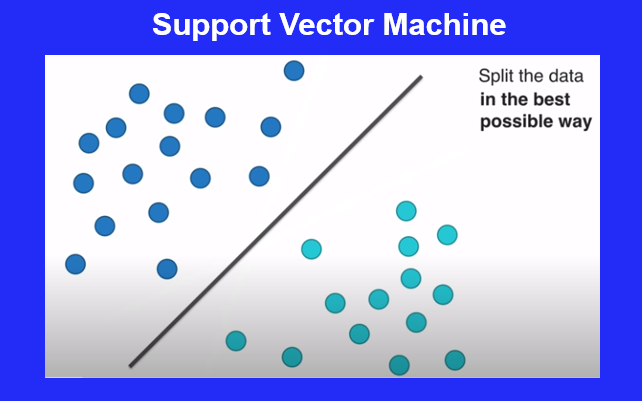 Support Vector Machine
Split the data
in the best
possible way